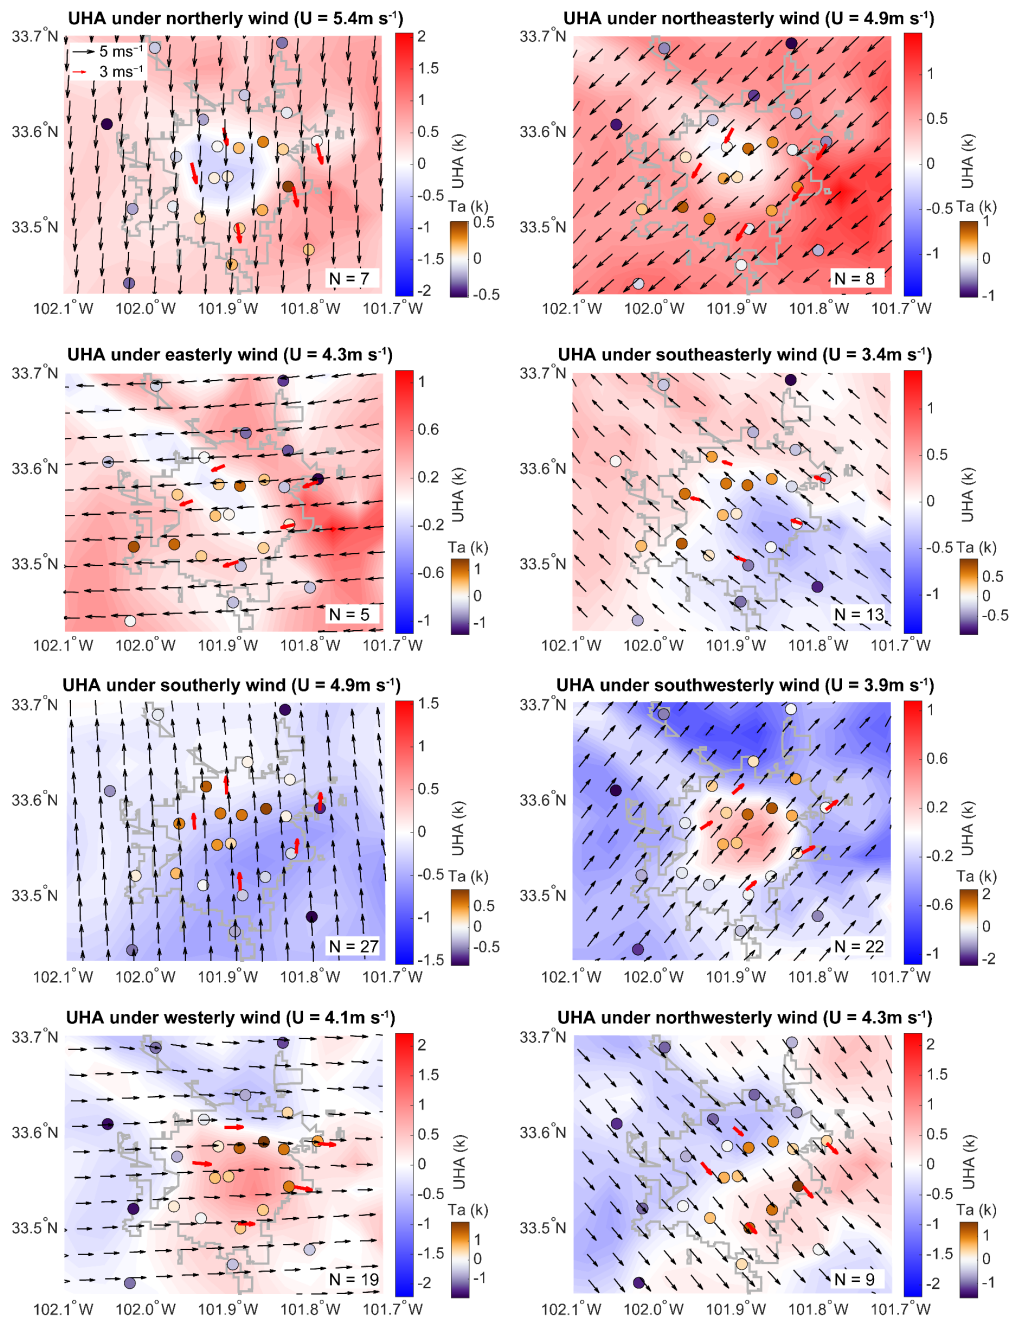 UHA under northerly wind (U = 5.4m s⁻¹)
33.7°N
33.6°N
33.5°N
102.1°W
102.0°
101.9°
101.8°
101.7°W
5 ms⁻¹
3 ms⁻¹
N = 7
2
1.5
1
0.5
0
-0.5
-1
-1.5
-2
UHA (k)
Ta (k)
0.5
0
-0.5
UHA under northeasterly wind (U = 4.9m s⁻¹)
33.7°N
33.6°N
33.5°N
102.1°W
102.0°
101.9°
101.8°
101.7°W
N = 8
1
0.5
0
-0.5
-1
UHA (k)
Ta (k)
1
0
-1
UHA under easterly wind (U = 4.3m s⁻¹)
33.7°N
33.6°N
33.5°N
102.1°W
102.0°
101.9°
101.8°
101.7°W
N = 5
1
0.6
0.2
-0.2
-0.6
-1
UHA (k)
Ta (k)
1
0
-1
UHA under southeasterly wind (U = 3.4m s⁻¹)
33.7°N
33.6°N
33.5°N
102.1°W
102.0°
101.9°
101.8°
101.7°W
N = 13
1
0.5
0
-0.5
-1
UHA (k)
Ta (k)
0.5
0
-0.5
UHA under southerly wind (U = 4.9m s⁻¹)
33.7°N
33.6°N
33.5°N
102.1°W
102.0°
101.9°
101.8°
101.7°W
N = 27
1.5
1
0.5
0
-0.5
-1
-1.5
UHA (k)
Ta (k)
0.5
0
-0.5
UHA under southwesterly wind (U = 3.9m s⁻¹)
33.7°N
33.6°N
33.5°N
102.1°W
102.0°
101.9°
101.8°
101.7°W
N = 22
1
0.6
0.2
-0.2
-0.6
-1
UHA (k)
Ta (k)
2
0
-2
UHA under westerly wind (U = 4.1m s⁻¹)
33.7°N
33.6°N
33.5°N
102.1°W
102.0°
101.9°
101.8°
101.7°W
N = 19
2
1.5
1
0.5
0
-0.5
-1
-1.5
-2
UHA (k)
Ta (k)
1
0
-1
UHA under northwesterly wind (U = 4.3m s⁻¹)
33.7°N
33.6°N
33.5°N
102.1°W
102.0°
101.9°
101.8°
101.7°W
N = 9
2
1.5
1
0.5
0
-0.5
-1
-1.5
-2
UHA (k)
Ta (k)
1
0
-1